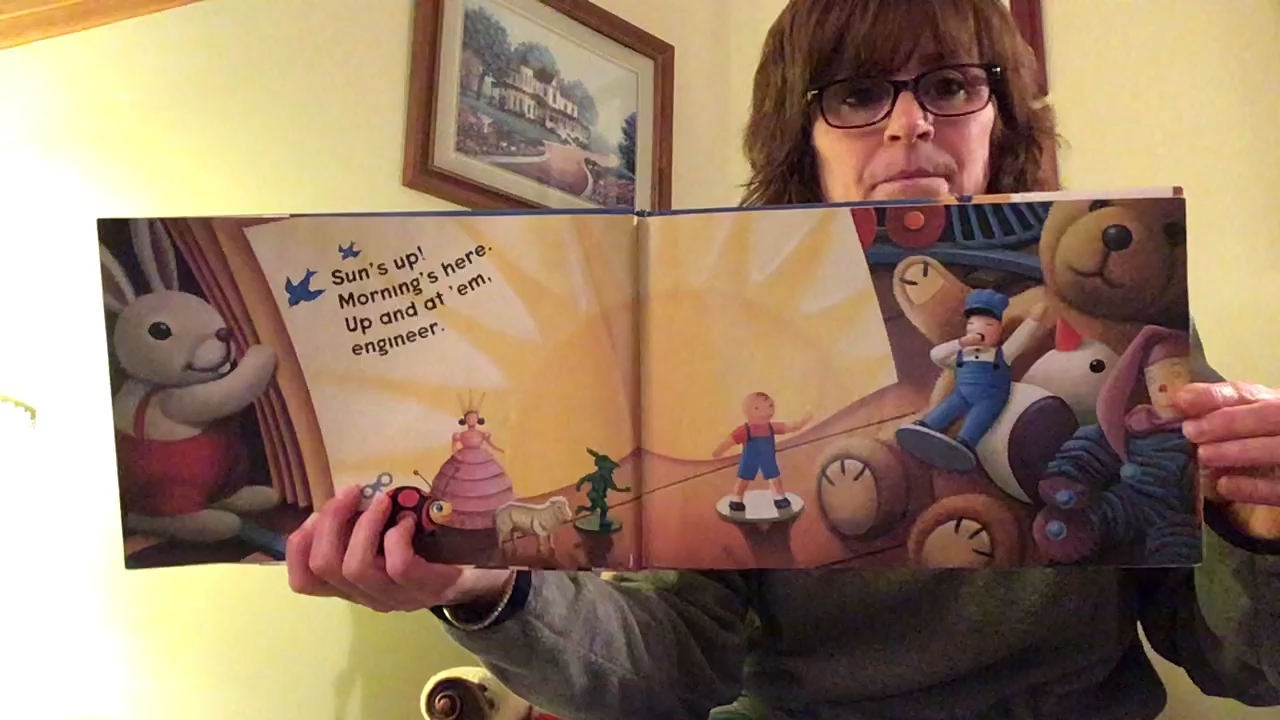 Sun's up!
Morning's here.
Up and at 'em,
engineer.